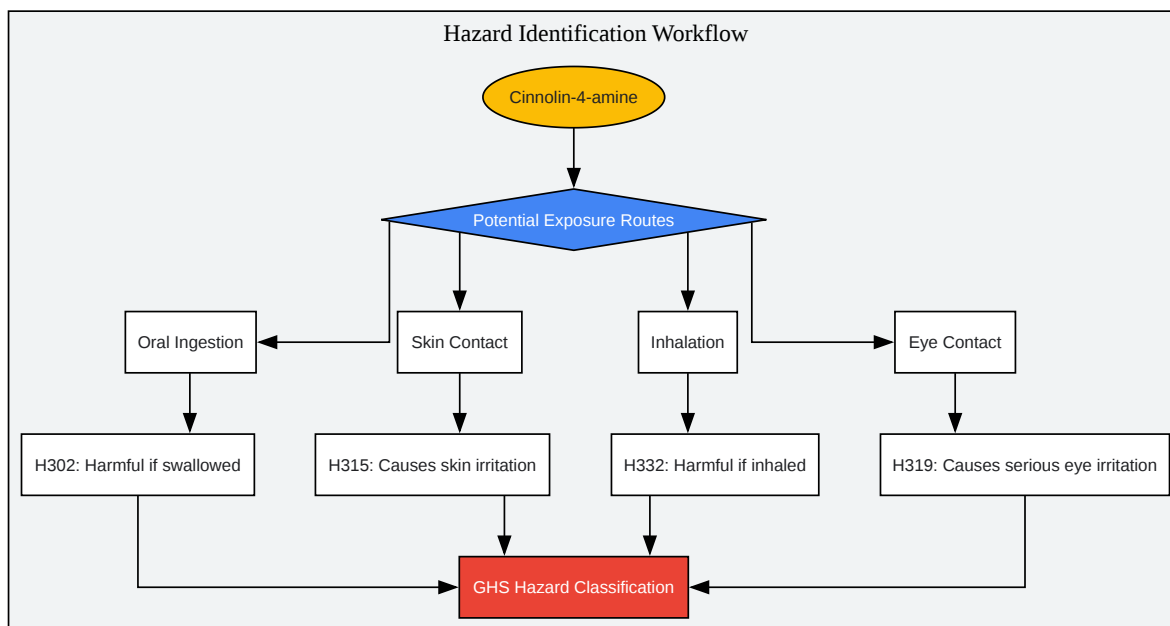 Hazard Identification Workflow
Cinnolin-4-amine
Potential Exposure Routes
Oral Ingestion
Skin Contact
Inhalation
Eye Contact
H302: Harmful if swallowed
H315: Causes skin irritation
H332: Harmful if inhaled
H319: Causes serious eye irritation
GHS Hazard Classification